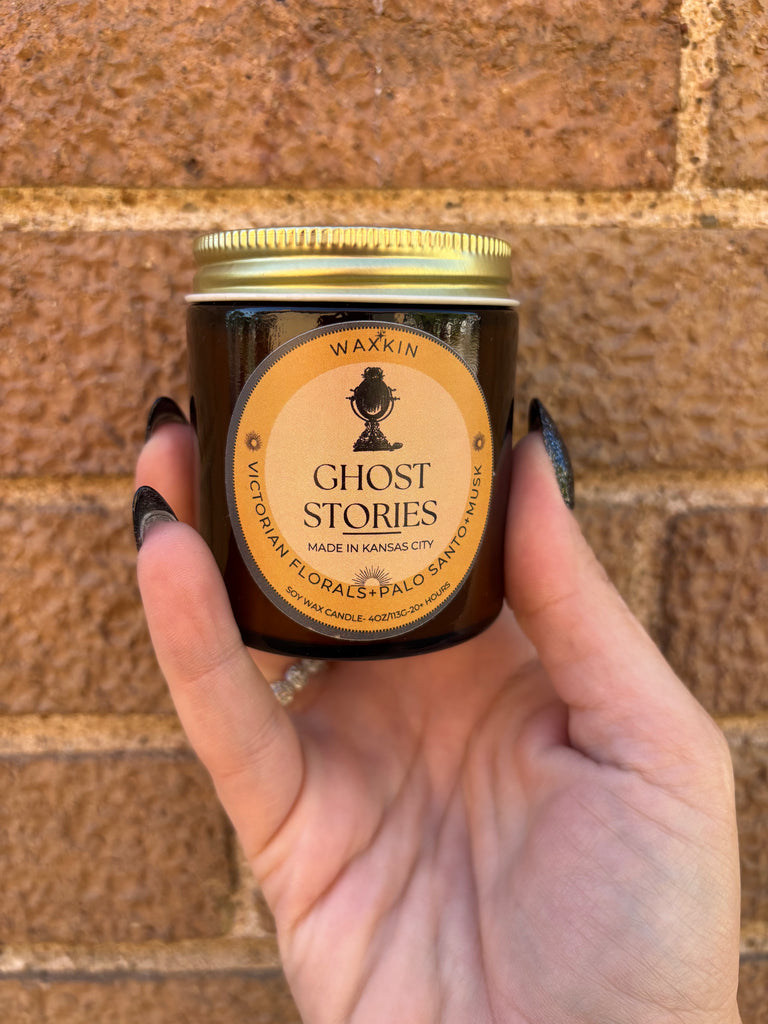 WAXKIN
GHOST
STORIES
MADE IN KANSAS CITY
VICTORIAN FLORALS+PALO SANTO+MUSK
SOY WAX CANDLE- 4OZ/113G-20+ HOURS